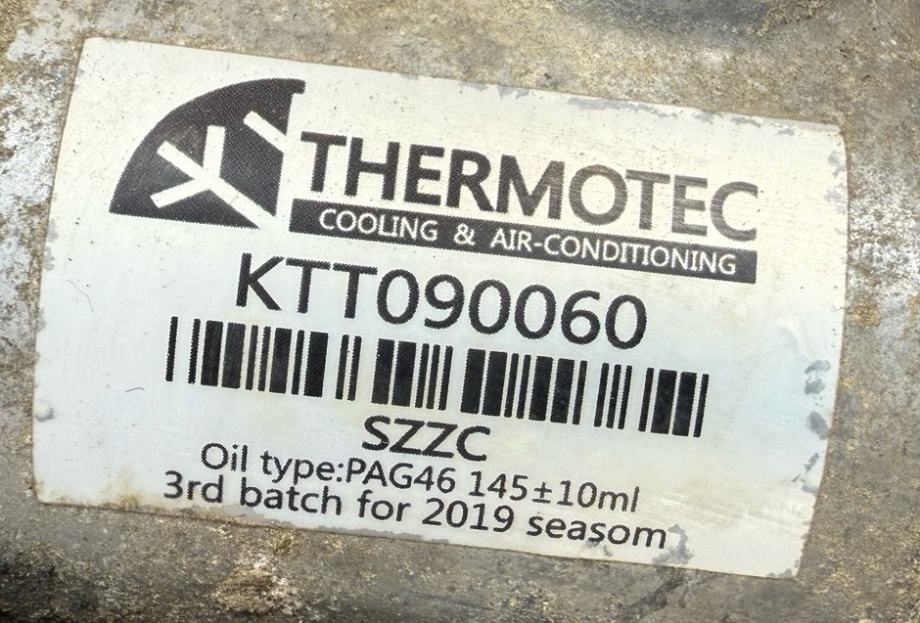 THERMOTEC
COOLING & AIR-CONDITIONING
KTT090060
SZZC
Oil type:PAG46 145±10ml
3rd batch for 2019 seasom